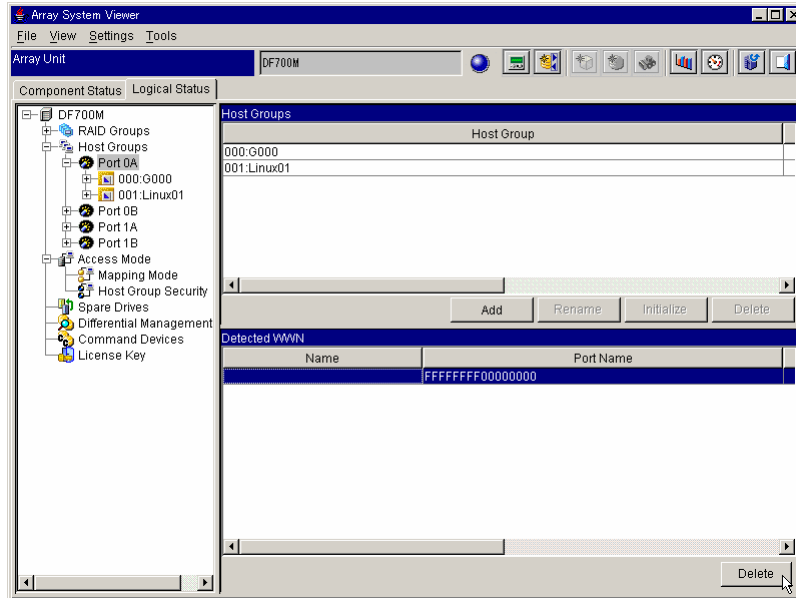 Array System Viewer
File View Settings Tools
Array Unit
DF700M
Component Status
Logical Status
DF700M
RAID Groups
Host Groups
Port 0A
000:G000
001:Linux01
Port 0B
Port 1A
Port 1B
Access Mode
Mapping Mode
Host Group Security
Spare Drives
Differential Management
Command Devices
License Key
Host Groups
Host Group
000:G000
001:Linux01
Add Rename Initialize Delete
Detected WWN
Name Port Name
FFFFFFFF00000000
Delete